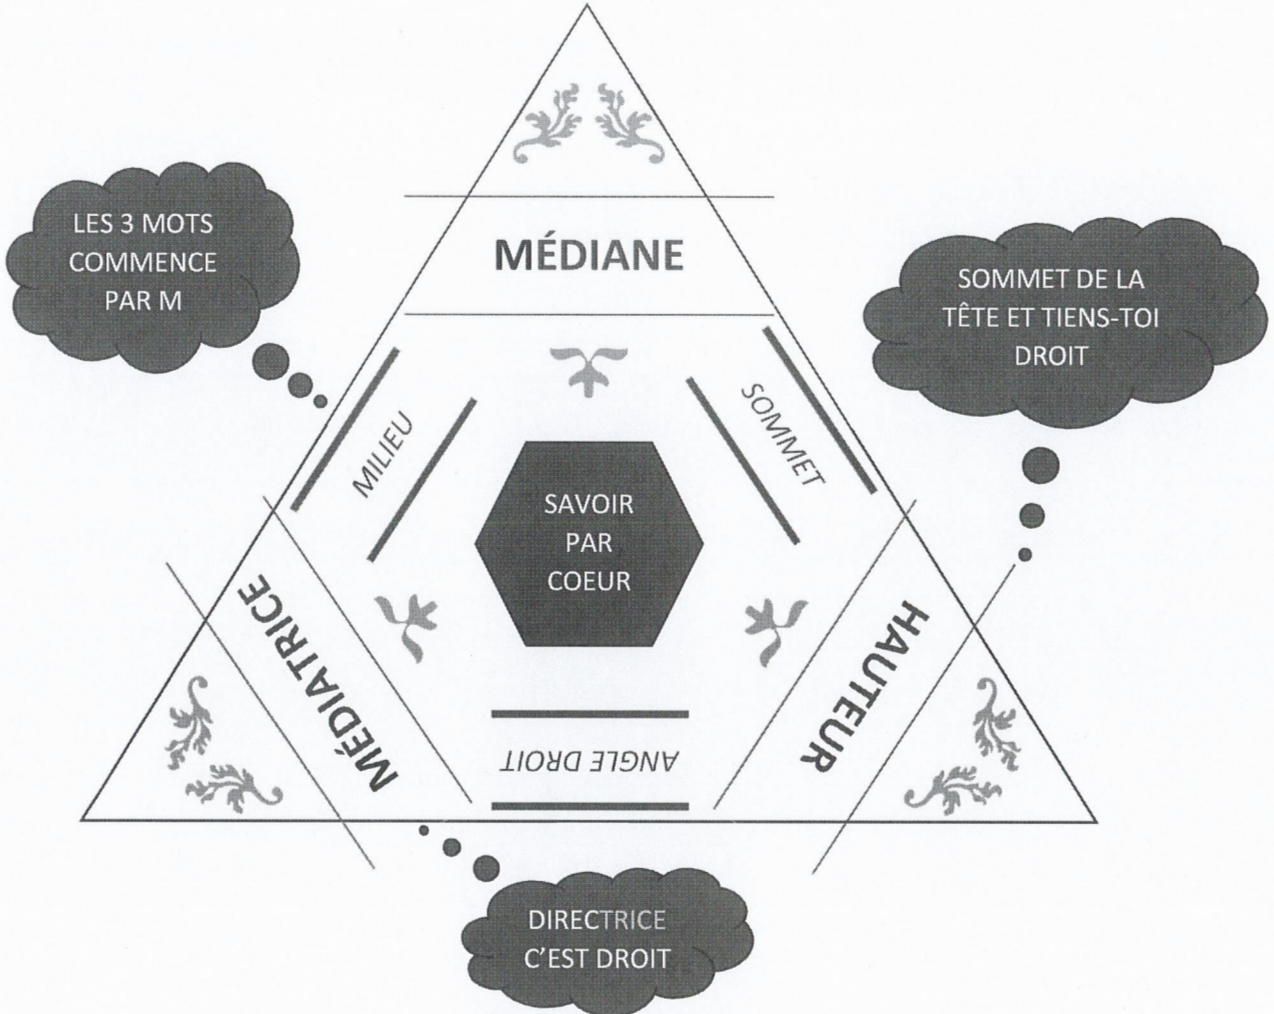 LES 3 MOTS
COMMENCE
PAR M
MÉDIANE
SOMMET DE LA
TÊTE ET TIENS-TOI
DROIT
MILIEU
SOMMET
SAVOIR
PAR
COEUR
MÉDIATRICE
HAUTEUR
ANGLE DROIT
DIRECTRICE
C'EST DROIT